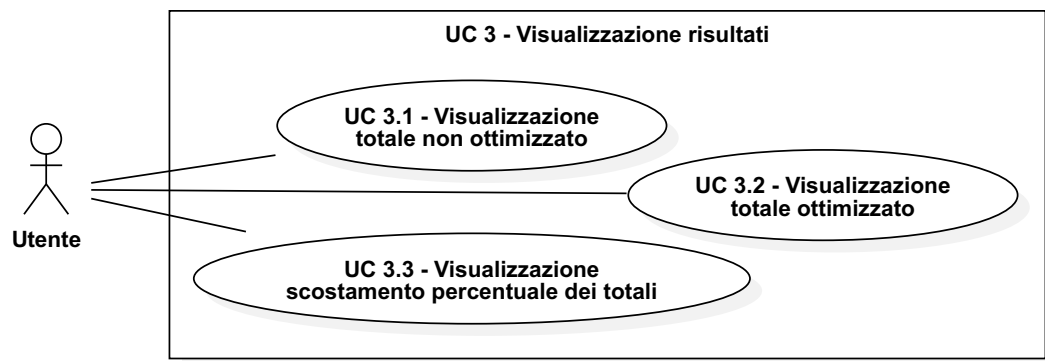 UC 3 - Visualizzazione risultati
UC 3.1 - Visualizzazione
totale non ottimizzato
UC 3.2 - Visualizzazione
totale ottimizzato
Utente
UC 3.3 - Visualizzazione
scostamento percentuale dei totali